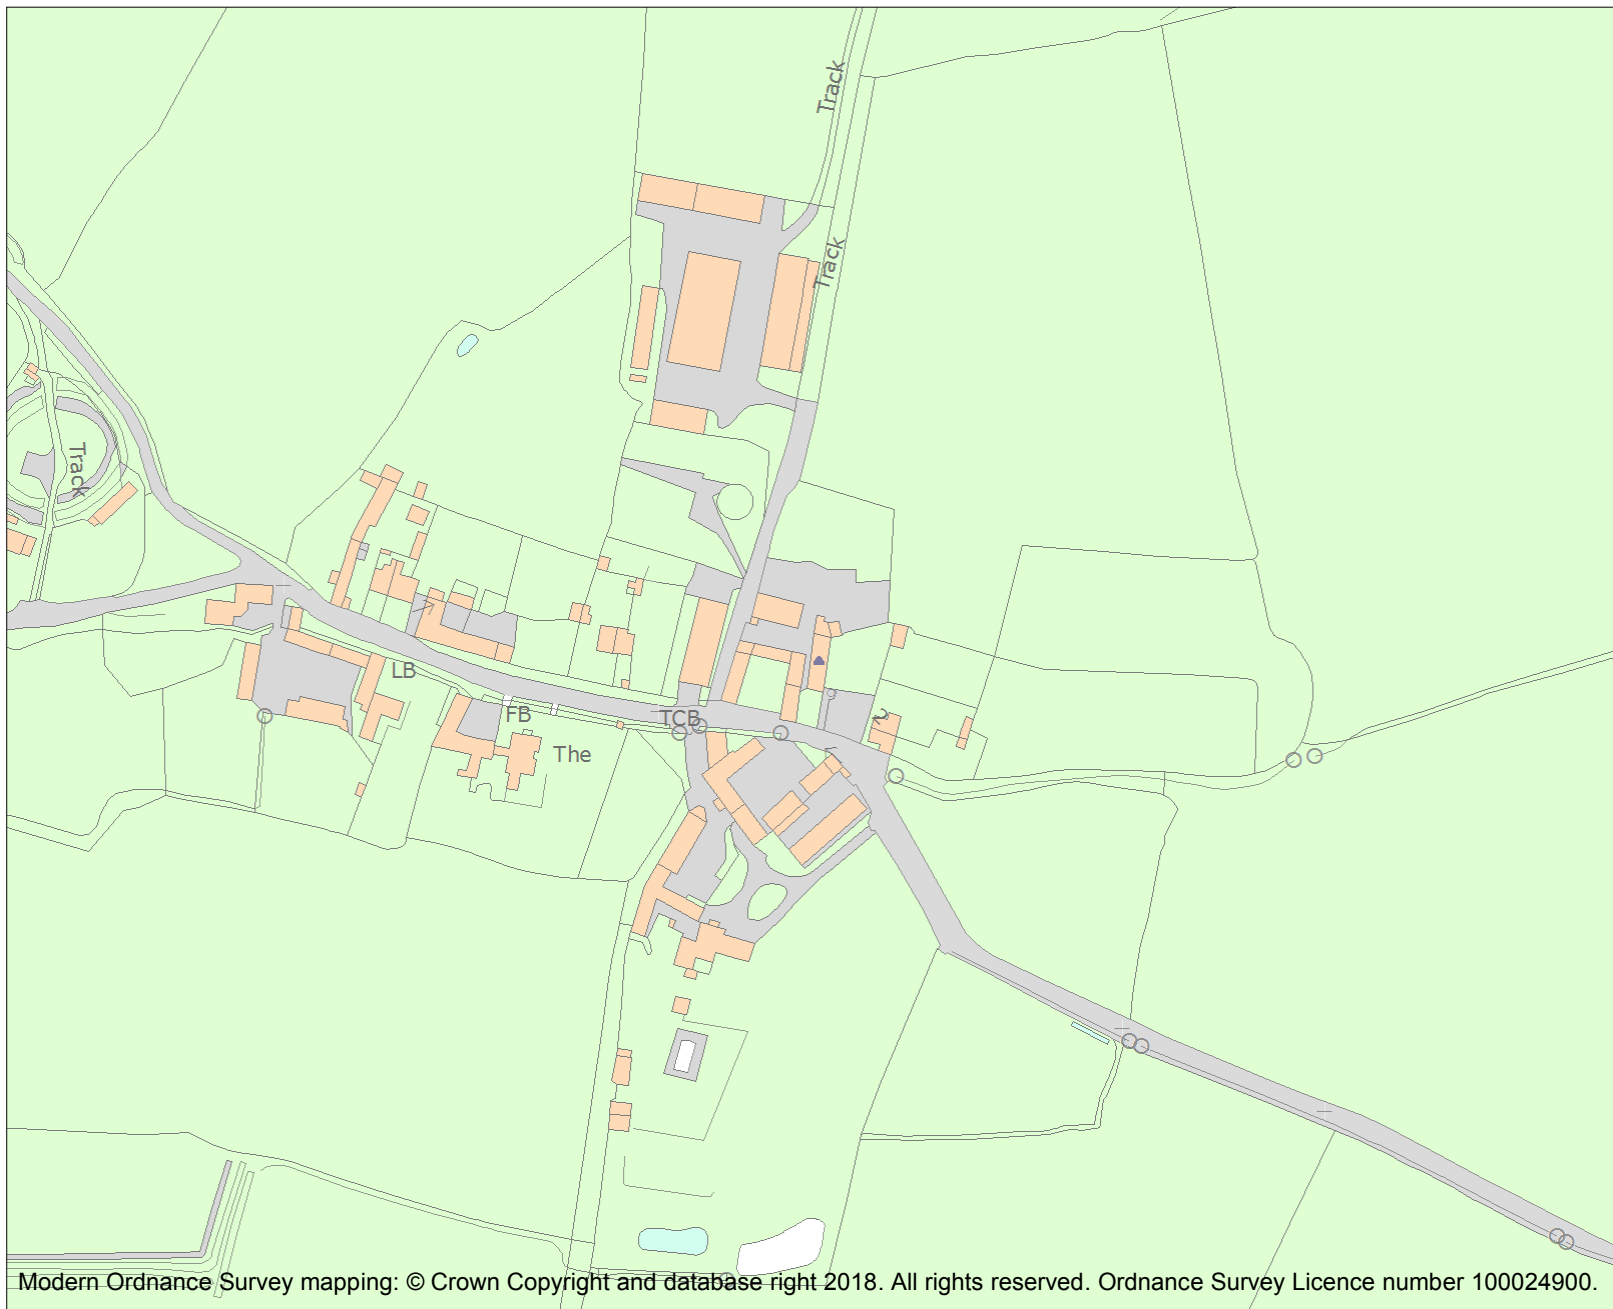 Track
Track
Track
LB
FB
TCB
2
The
Modern Ordnance Survey mapping: © Crown Copyright and database right 2018. All rights reserved. Ordnance Survey Licence number 100024900.